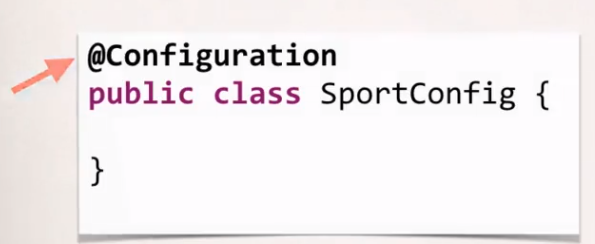 @Configuration
public class SportConfig {
}